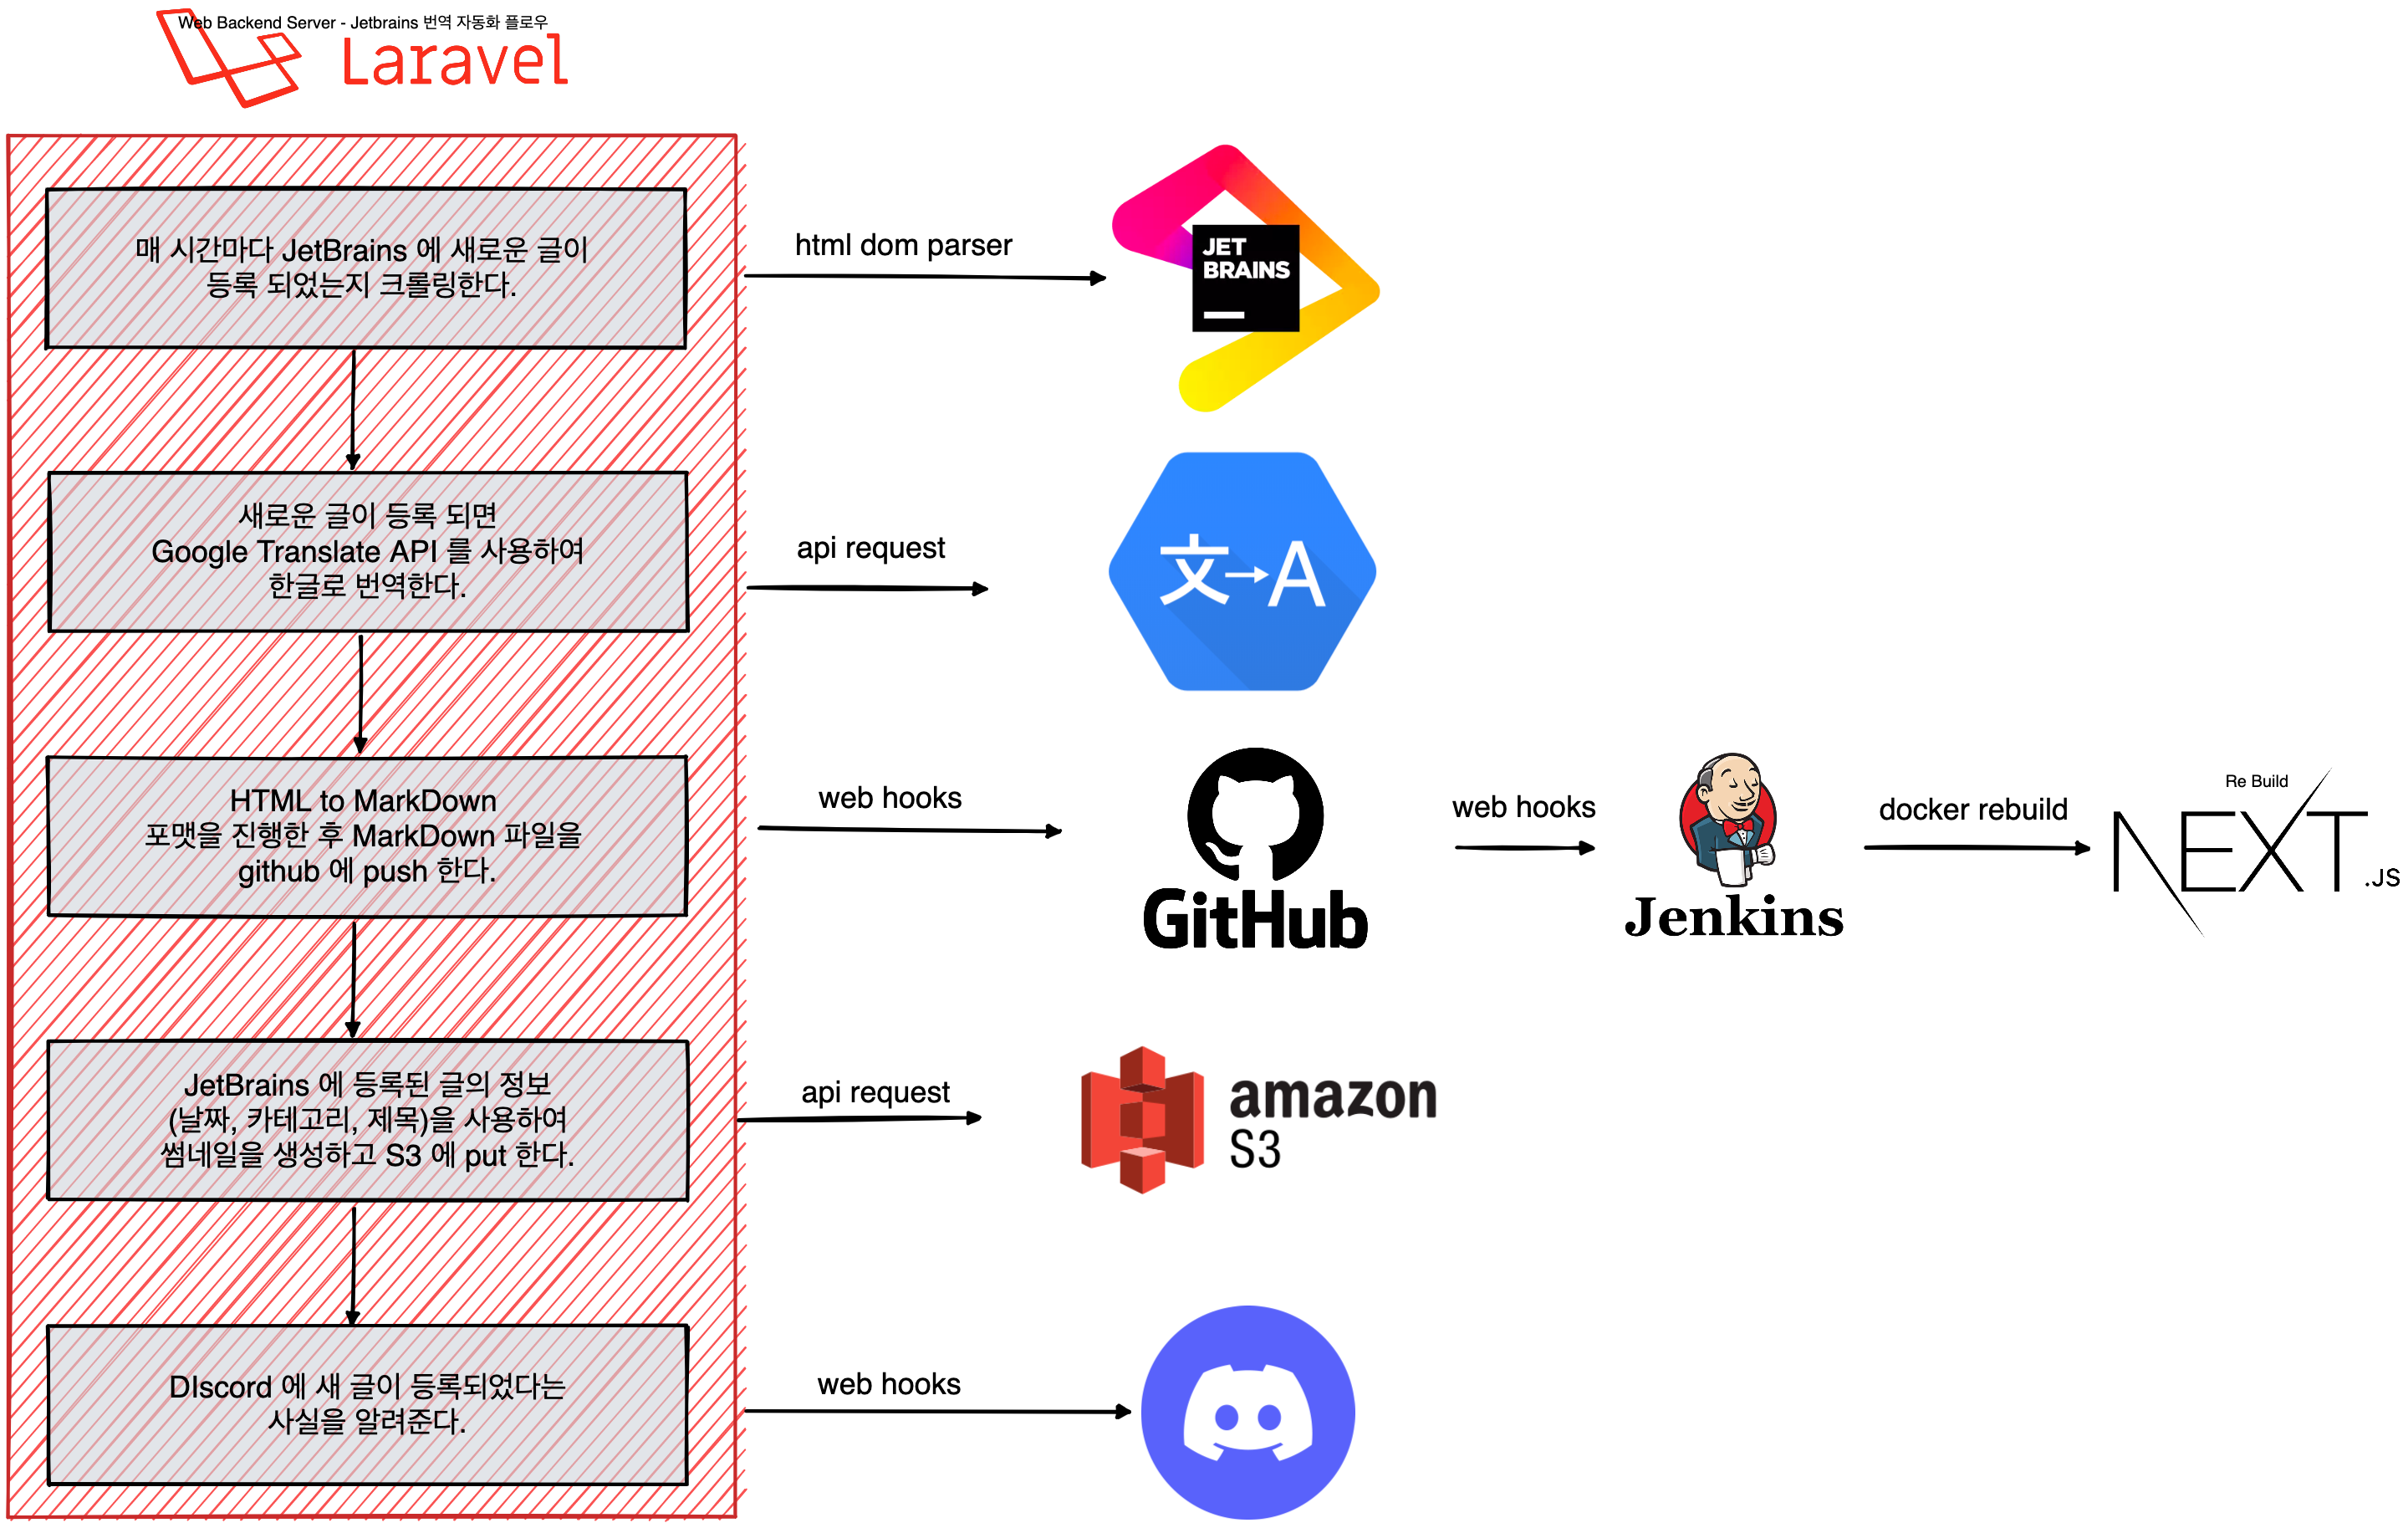 Web Backend Server - Jetbrains 번역 자동화 플로우
Laravel
매 시간마다 JetBrains 에 새로운 글이
등록 되었는지 크롤링한다.
html dom parser
JET
BRAINS
새로운 글이 등록 되면
Google Translate API 를 사용하여
한글로 번역한다.
api request
文→A
HTML to MarkDown
포맷을 진행한 후 MarkDown 파일을
github 에 push 한다.
web hooks
GitHub
web hooks
Jenkins
docker rebuild
Re Build
NEXT.JS
JetBrains 에 등록된 글의 정보
(날짜, 카테고리, 제목)을 사용하여
썸네일을 생성하고 S3 에 put 한다.
api request
amazon
S3
DIscord 에 새 글이 등록되었다는
사실을 알려준다.
web hooks